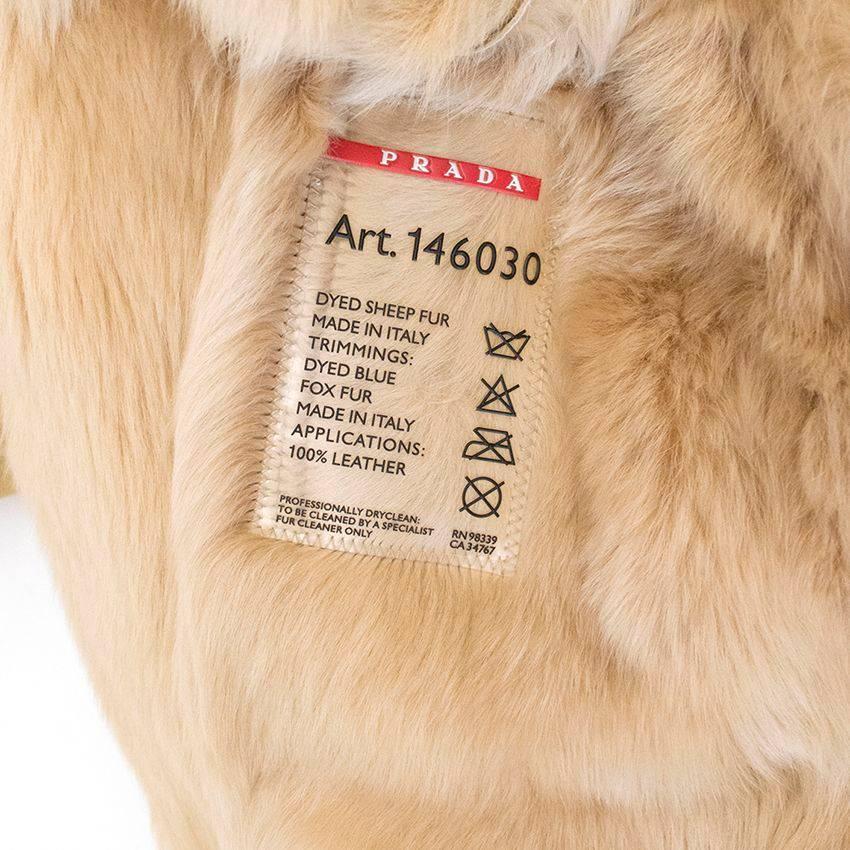 PRADA
Art. 146030
DYED SHEEP FUR
MADE IN ITALY
TRIMMINGS:
DYED BLUE
FOX FUR
MADE IN ITALY
APPLICATIONS:
100% LEATHER
PROFESSIONALLY DRYCLEAN:
TO BE CLEANED BY A SPECIALIST
FUR CLEANER ONLY
RN 98339
CA 34767